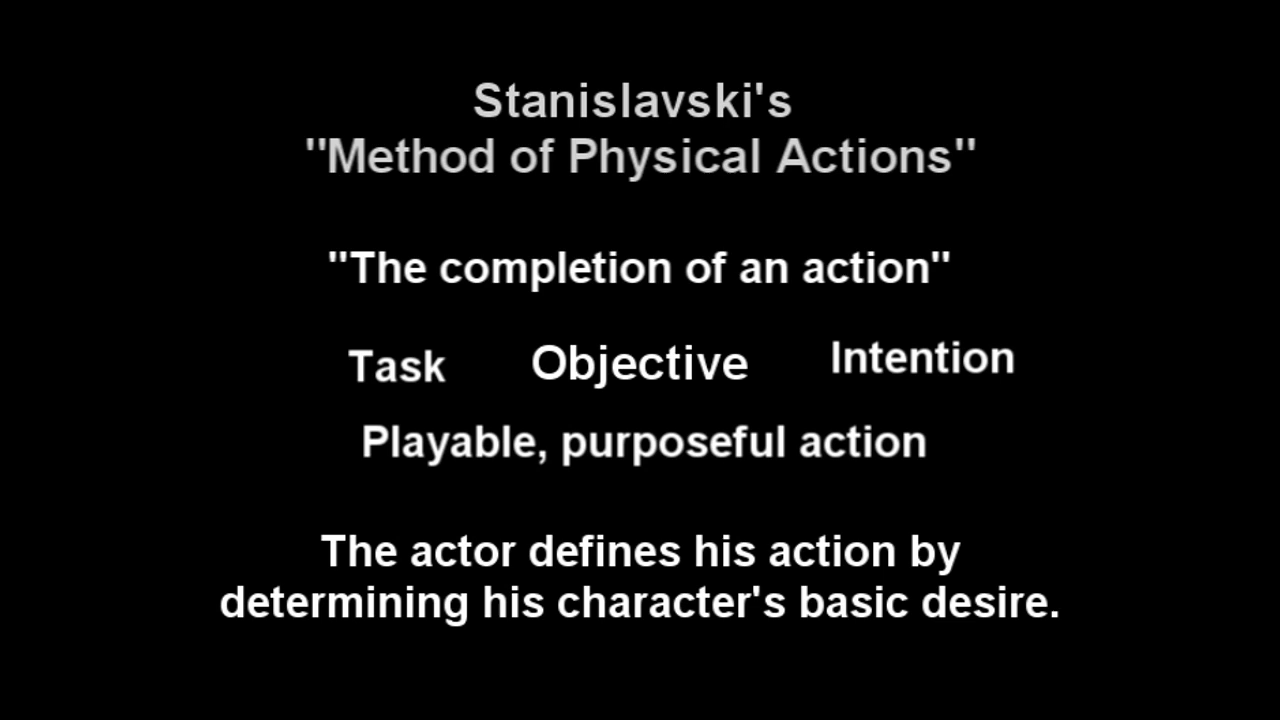 Stanislavski's
"Method of Physical Actions"
"The completion of an action"
Task Objective Intention
Playable, purposeful action
The actor defines his action by
determining his character's basic desire.